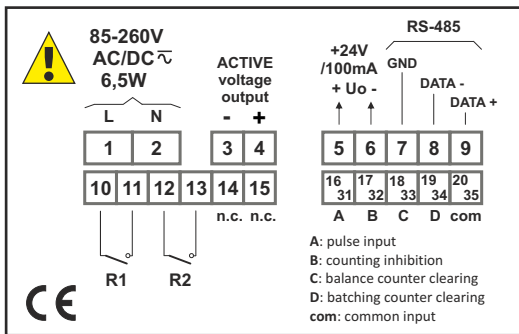 85-260V
AC/DC
6,5W
L N
ACTIVE
voltage
output
- +
+24V
/100mA
+ Uo -
RS-485
GND
DATA -
DATA +
1 2 3 4 5 6 7 8 9
10 11 12 13 14 15
16 31 17 32 18 33 19 34 20 35
n.c. n.c.
A B C D com
R1 R2
A: pulse input
B: counting inhibition
C: balance counter clearing
D: batching counter clearing
com: common input
CE